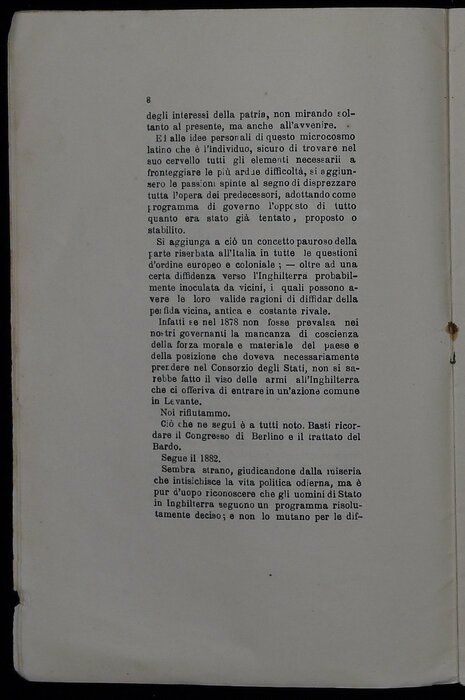 8
degli interessi della patria, non mirando sol-
tanto al presente, ma anche all'avvenire.
Ed alle idee personali di questo microcosmo
latino che è l'individuo, sicuro di trovare nel
suo cervello tutti gli elementi necessarii a
fronteggiare le più ardue difficoltà, si aggiun-
sero le passioni spinte al segno di disprezzare
tutta l'opera dei predecessori, adottando come
programma di governo l'opposto di tutto
quanto era stato già tentato, proposto o
stabilito.
Si aggiunga a ciò un concetto pauroso della
parte riserbata all'Italia in tutte le questioni
d'ordine europeo e coloniale; — oltre ad una
certa diffidenza verso l'Inghilterra probabil-
mente inoculata da vicini, i quali possono a-
vere le loro valide ragioni di diffidar della
perfida vicina, antica e costante rivale.
Infatti se nel 1878 non fosse prevalsa nei
nostri governanti la mancanza di coscienza
della forza morale e materiale del paese e
della posizione che doveva necessariamente
prendere nel Consorzio degli Stati, non si sa-
rebbe fatto il viso delle armi all'Inghilterra
che ci offeriva di entrare in un'azione comune
in Levante.
Noi rifiutammo.
Ciò che ne seguì è a tutti noto. Basti ricor-
dare il Congresso di Berlino e il trattato del
Bardo.
Segue il 1882.
Sembra strano, giudicandone dalla miseria
che intisichisce la vita politica odierna, ma è
pur d'uopo riconoscere che gli uomini di Stato
in Inghilterra seguono un programma risolu-
tamente deciso; e non lo mutano per le dif-